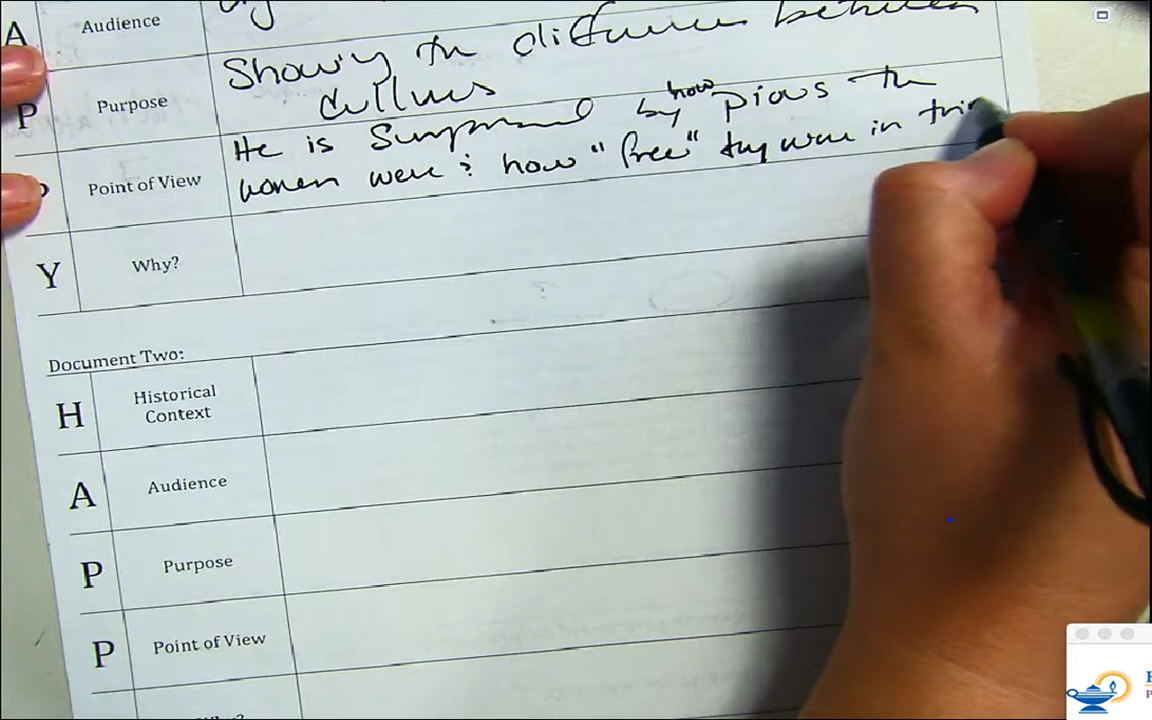 A Audience
Showing the difference between
P Purpose
cultures
He is surprised by how pious the
Point of View
women were & how "free" they were in
Y Why?
Document Two:
H Historical Context
A Audience
P Purpose
P Point of View